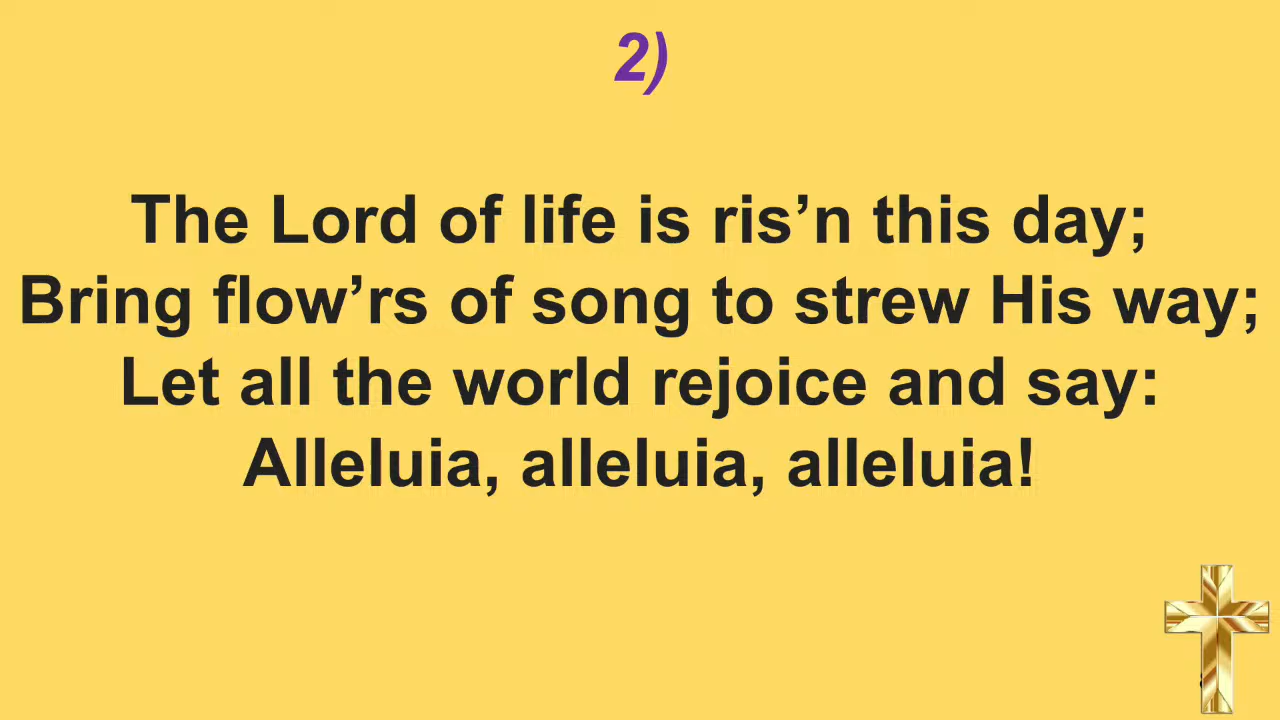 2)
The Lord of life is ris’n this day;
Bring flow’rs of song to strew His way;
Let all the world rejoice and say:
Alleluia, alleluia, alleluia!